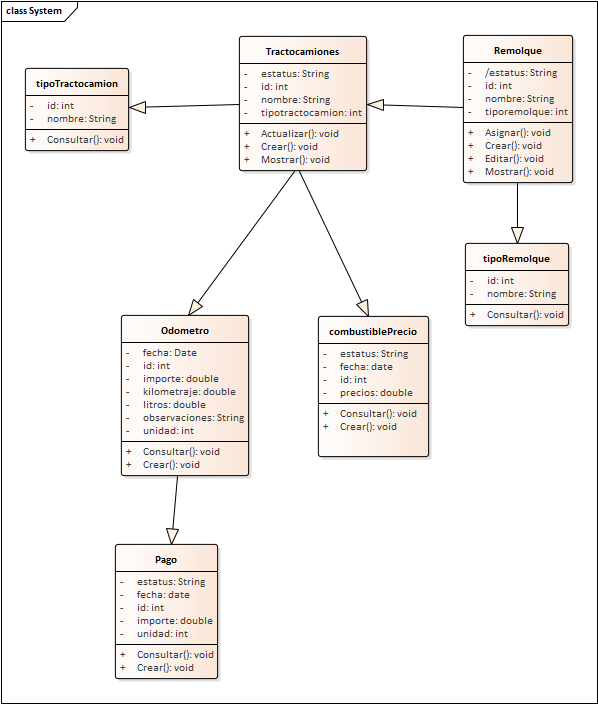 class System
tipoTractocamion
- id: int
- nombre: String
+ Consultar(): void
Tractocamiones
- estatus: String
- id: int
- nombre: String
- tipotractocamion: int
+ Actualizar(): void
+ Crear(): void
+ Mostrar(): void
Remolque
- /estatus: String
- id: int
- nombre: String
- tiporemolque: int
+ Asignar(): void
+ Crear(): void
+ Editar(): void
+ Mostrar(): void
tipoRemolque
- id: int
- nombre: String
+ Consultar(): void
Odometro
- fecha: Date
- id: int
- importe: double
- kilometraje: double
- litros: double
- observaciones: String
- unidad: int
+ Consultar(): void
+ Crear(): void
combustiblePrecio
- estatus: String
- fecha: date
- id: int
- precios: double
+ Consultar(): void
+ Crear(): void
Pago
- estatus: String
- fecha: date
- id: int
- importe: double
- unidad: int
+ Consultar(): void
+ Crear(): void